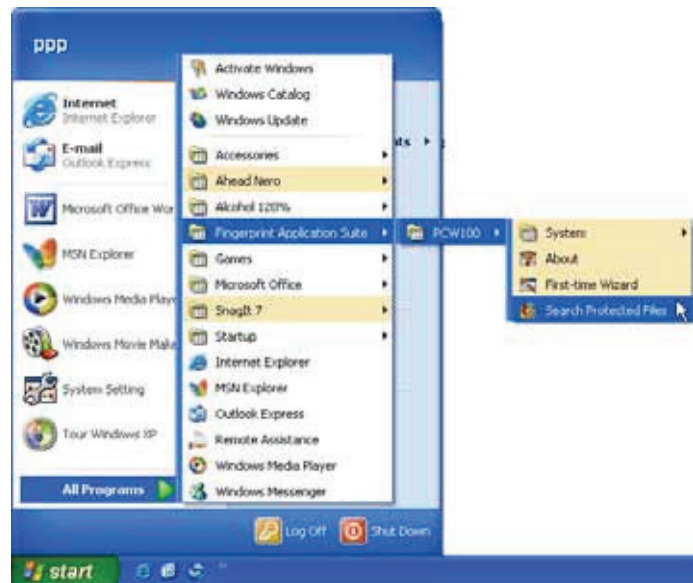 ppp
Internet
Internet Explorer
E-mail
Outlook Express
Microsoft Office Wor
MSN Explorer
Windows Media Playe
Windows Movie Make
System Setting
Tour Windows XP
All Programs
Activate Windows
Windows Catalog
Windows Update
Accessories
Ahead Nero
Alcohol 120%
Fingerprint Application Suite
Games
Microsoft Office
SnagIt 7
Startup
Internet Explorer
MSN Explorer
Outlook Express
Remote Assistance
Windows Media Player
Windows Messenger
PCW100
System
About
First-time Wizard
Search Protected Files
Log Off
Shut Down
start